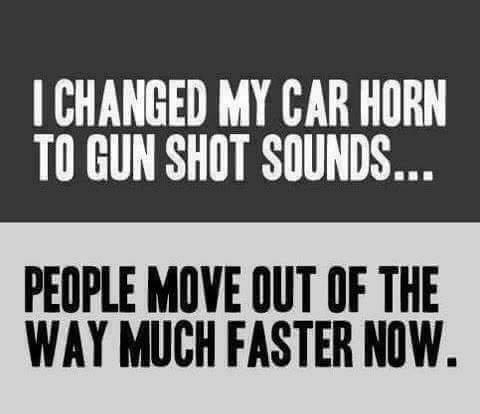 I CHANGED MY CAR HORN
TO GUN SHOT SOUNDS...
PEOPLE MOVE OUT OF THE
WAY MUCH FASTER NOW.